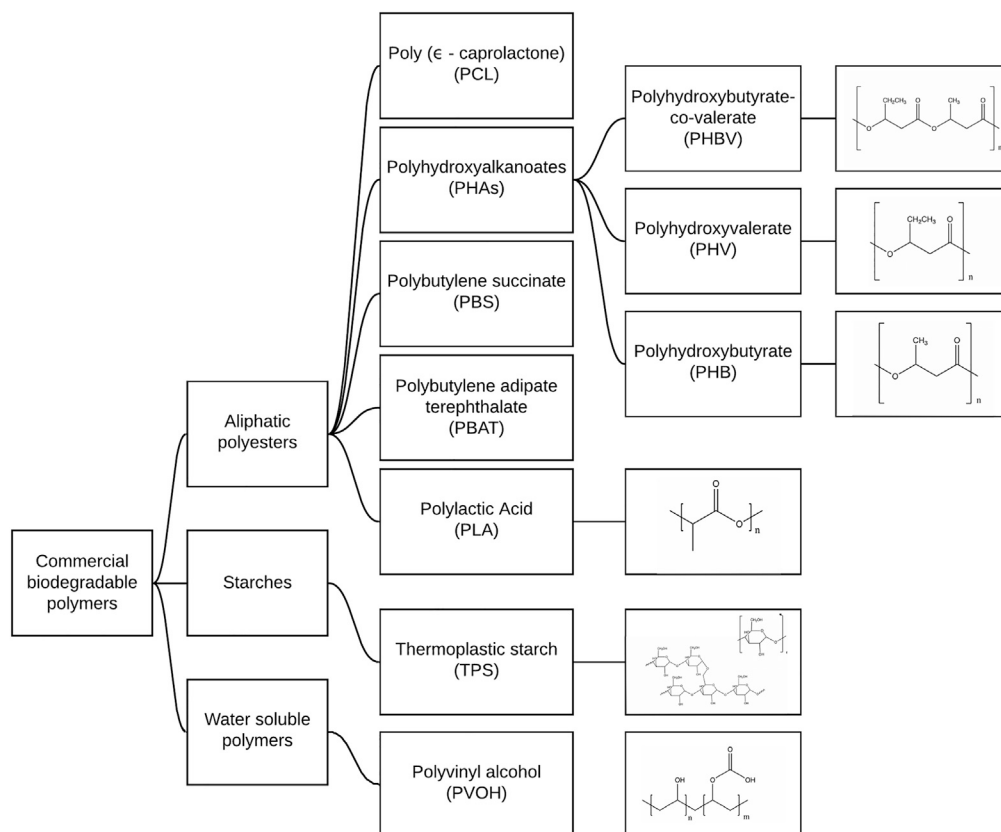 Poly (ϵ - caprolactone)
(PCL)
Polyhydroxyalkanoates
(PHAs)
Polybutylene succinate
(PBS)
Polybutylene adipate
terephthalate
(PBAT)
Polylactic Acid
(PLA)
Thermoplastic starch
(TPS)
Polyvinyl alcohol
(PVOH)
Aliphatic
polyesters
Starches
Water soluble
polymers
Commercial
biodegradable
polymers
Polyhydroxybutyrate-
co-valerate
(PHBV)
Polyhydroxyvalerate
(PHV)
Polyhydroxybutyrate
(PHB)
CH₂CH₃ O CH₃ O
O O n
CH₂CH₃ O
O n
CH₃ O
O n
O
O n
O
OH O OH
n m